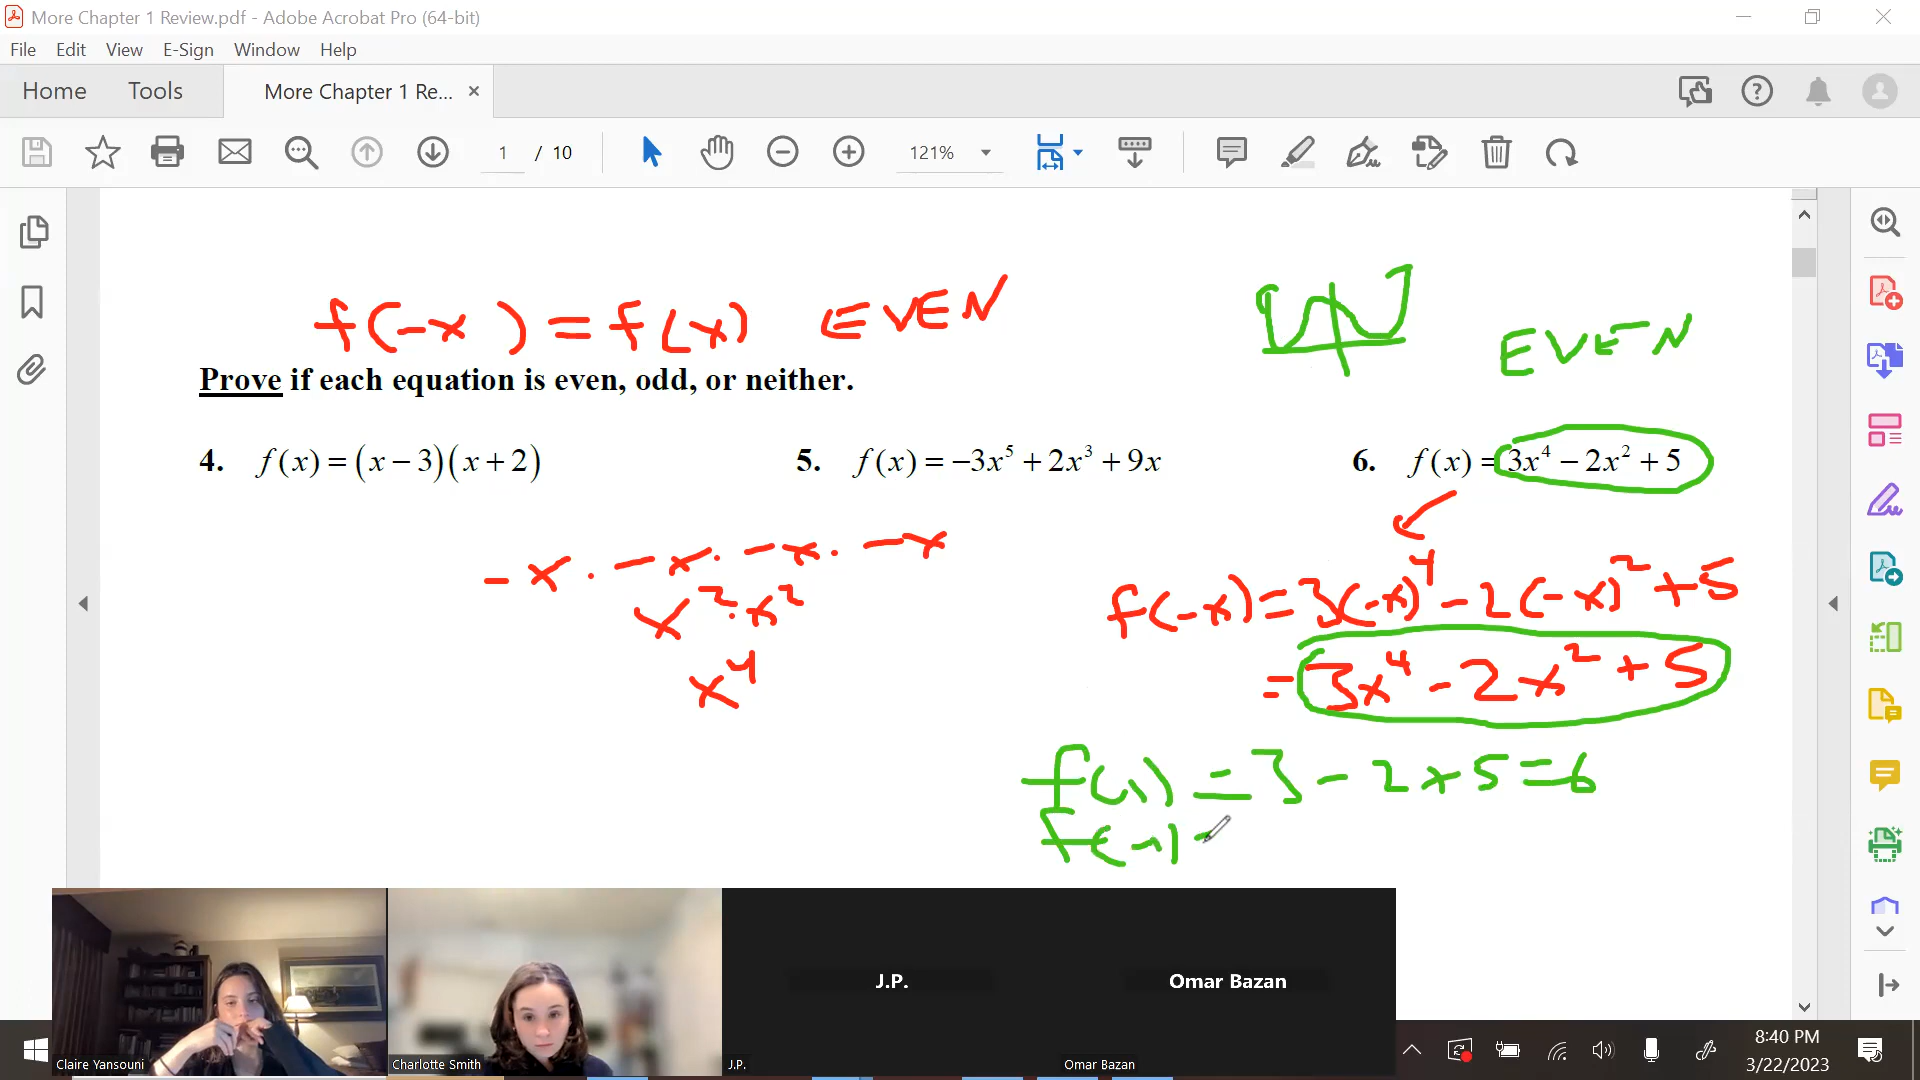 More Chapter 1 Review.pdf - Adobe Acrobat Pro (64-bit)
File Edit View E-Sign Window Help
Home Tools More Chapter 1 Re... ×
1 / 10 121%
f(-x) = f(x) EVEN
EVEN
Prove if each equation is even, odd, or neither.
4. f(x) = (x − 3)(x + 2) 5. f(x) = −3x⁵ + 2x³ + 9x 6. f(x) = 3x⁴ − 2x² + 5
-x · -x · -x · -x
x² · x²
x⁴
f(-x) = 3(-x)⁴ - 2(-x)² + 5
= 3x⁴ - 2x² + 5
f(1) = 3 - 2 + 5 = 6
f(-1) =
J.P.
Omar Bazan
Claire Yansouni
Charlotte Smith
J.P.
Omar Bazan
8:40 PM
3/22/2023